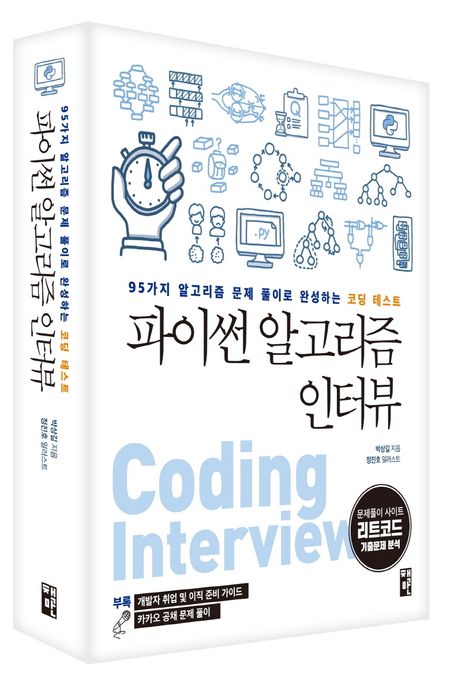 95가지 알고리즘 문제 풀이로 완성하는 코딩 테스트
파이썬 알고리즘 인터뷰
박상길 지음
정진호 일러스트
책만
.py
95가지 알고리즘 문제 풀이로 완성하는 코딩 테스트
파이썬 알고리즘
인터뷰
박상길 지음
정진호 일러스트
Coding
Interview
문제풀이 사이트
리트코드
기출문제 분석
부록
개발자 취업 및 이직 준비 가이드
카카오 공채 문제 풀이
책만